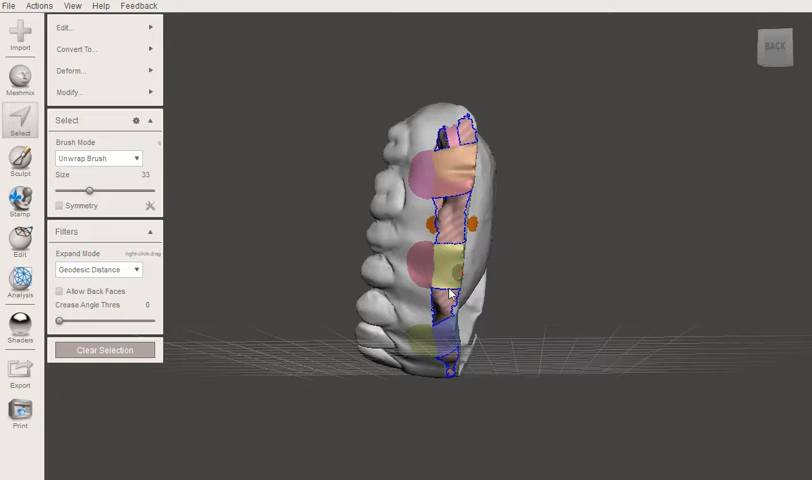 File Actions View Help Feedback
Import
Meshmix
Select
Sculpt
Stamp
Edit
Analysis
Shaders
Export
Print
Edit...
Convert To...
Deform...
Modify...
Select
Brush Mode
Unwrap Brush
Size 33
Symmetry
Filters
Expand Mode right-click-drag
Geodesic Distance
Allow Back Faces
Crease Angle Thres 0
Clear Selection
BACK